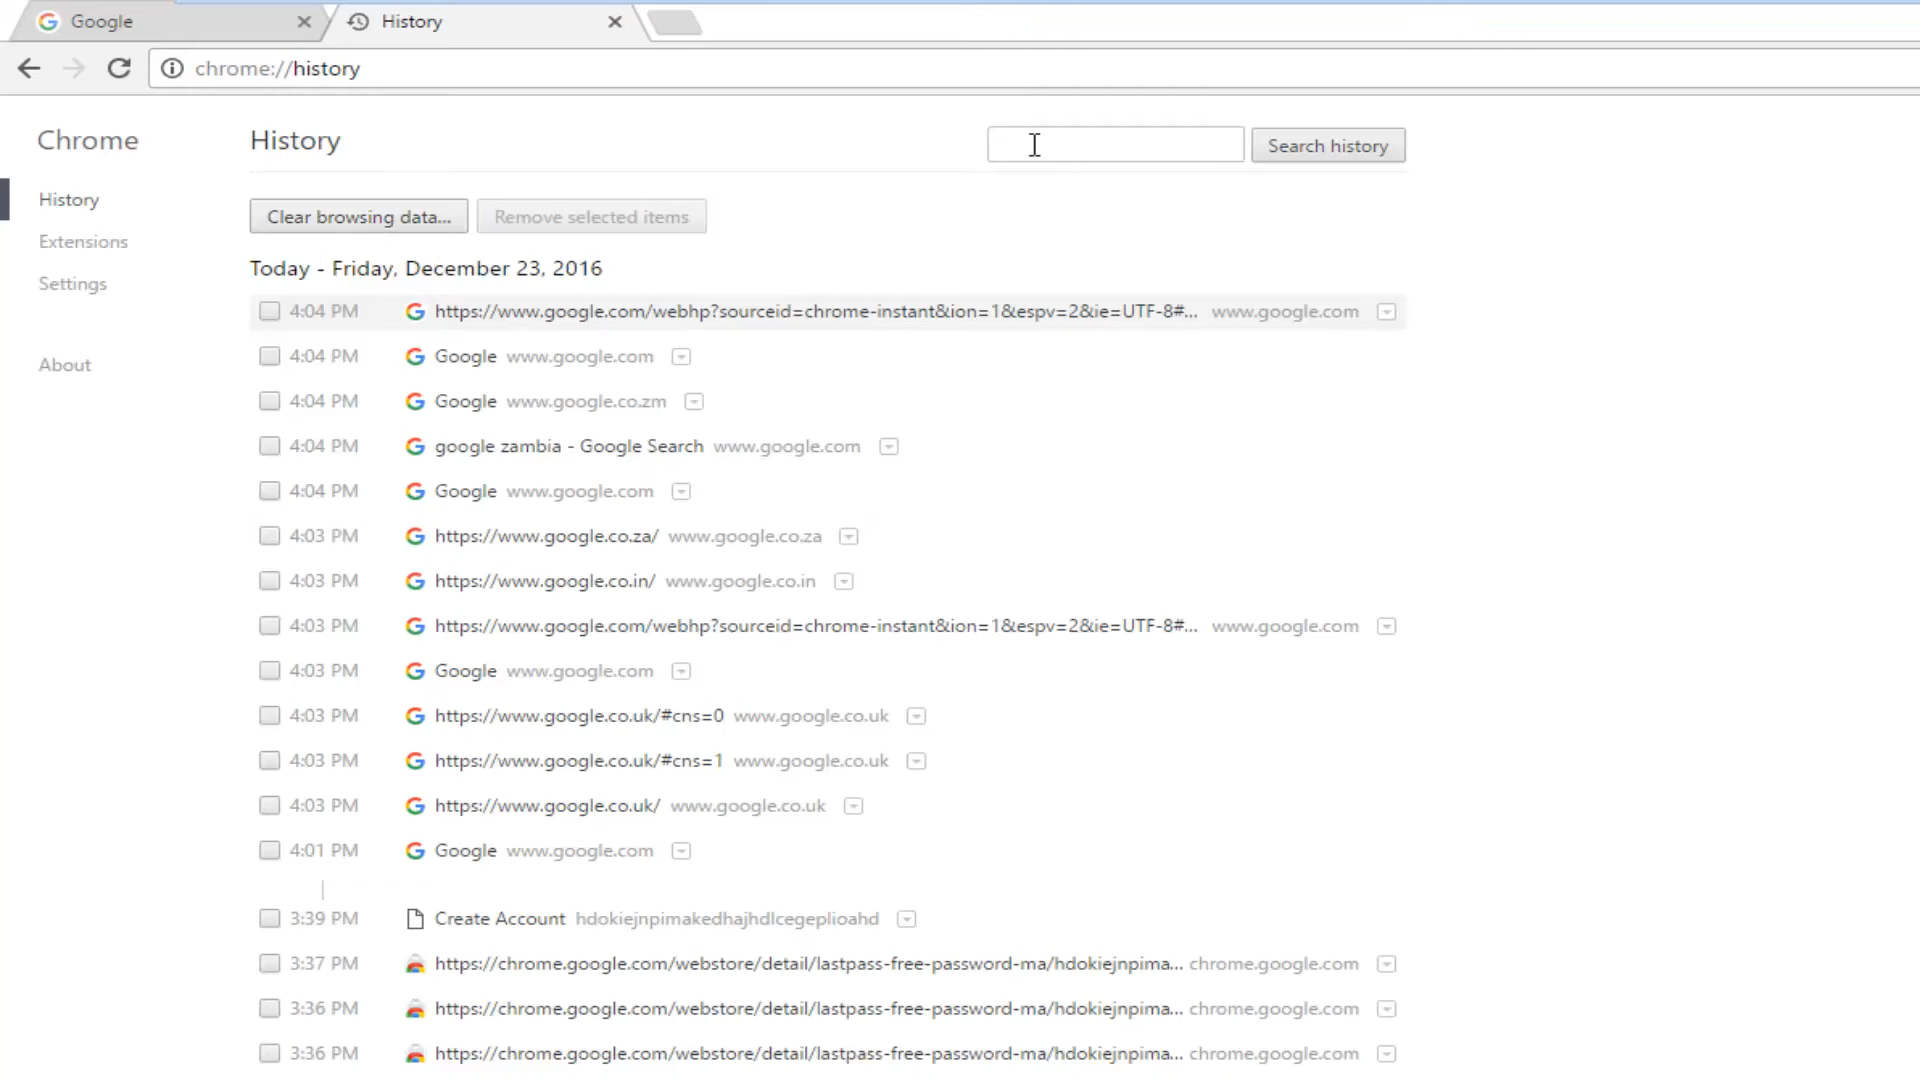 Google
History
chrome://history
Chrome
History
Search history
History
Extensions
Settings
About
Clear browsing data...
Remove selected items
Today - Friday, December 23, 2016
4:04 PM https://www.google.com/webhp?sourceid=chrome-instant&ion=1&espv=2&ie=UTF-8#... www.google.com
4:04 PM Google www.google.com
4:04 PM Google www.google.co.zm
4:04 PM google zambia - Google Search www.google.com
4:04 PM Google www.google.com
4:03 PM https://www.google.co.za/ www.google.co.za
4:03 PM https://www.google.co.in/ www.google.co.in
4:03 PM https://www.google.com/webhp?sourceid=chrome-instant&ion=1&espv=2&ie=UTF-8#... www.google.com
4:03 PM Google www.google.com
4:03 PM https://www.google.co.uk/#cns=0 www.google.co.uk
4:03 PM https://www.google.co.uk/#cns=1 www.google.co.uk
4:03 PM https://www.google.co.uk/ www.google.co.uk
4:01 PM Google www.google.com
3:39 PM Create Account hdokiejnpimakedhajhdlcegeplioahd
3:37 PM https://chrome.google.com/webstore/detail/lastpass-free-password-ma/hdokiejnpima... chrome.google.com
3:36 PM https://chrome.google.com/webstore/detail/lastpass-free-password-ma/hdokiejnpima... chrome.google.com
3:36 PM https://chrome.google.com/webstore/detail/lastpass-free-password-ma/hdokiejnpima... chrome.google.com